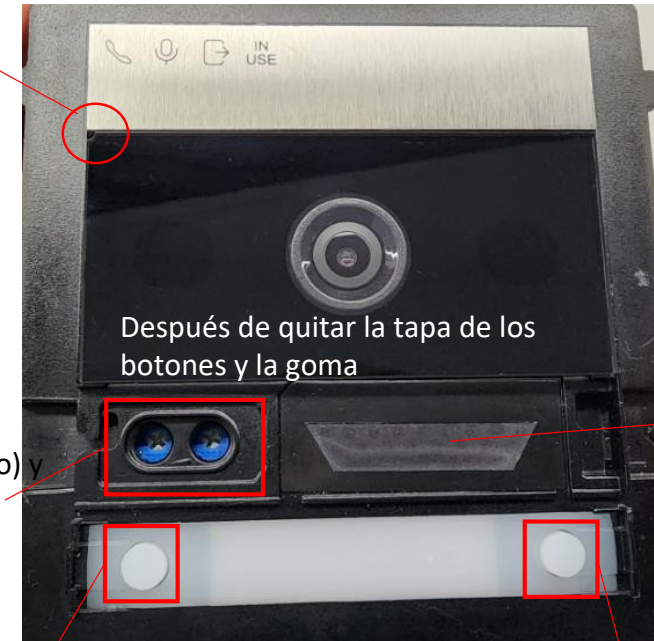 IN
USE
Después de quitar la tapa de los
botones y la goma
o) y